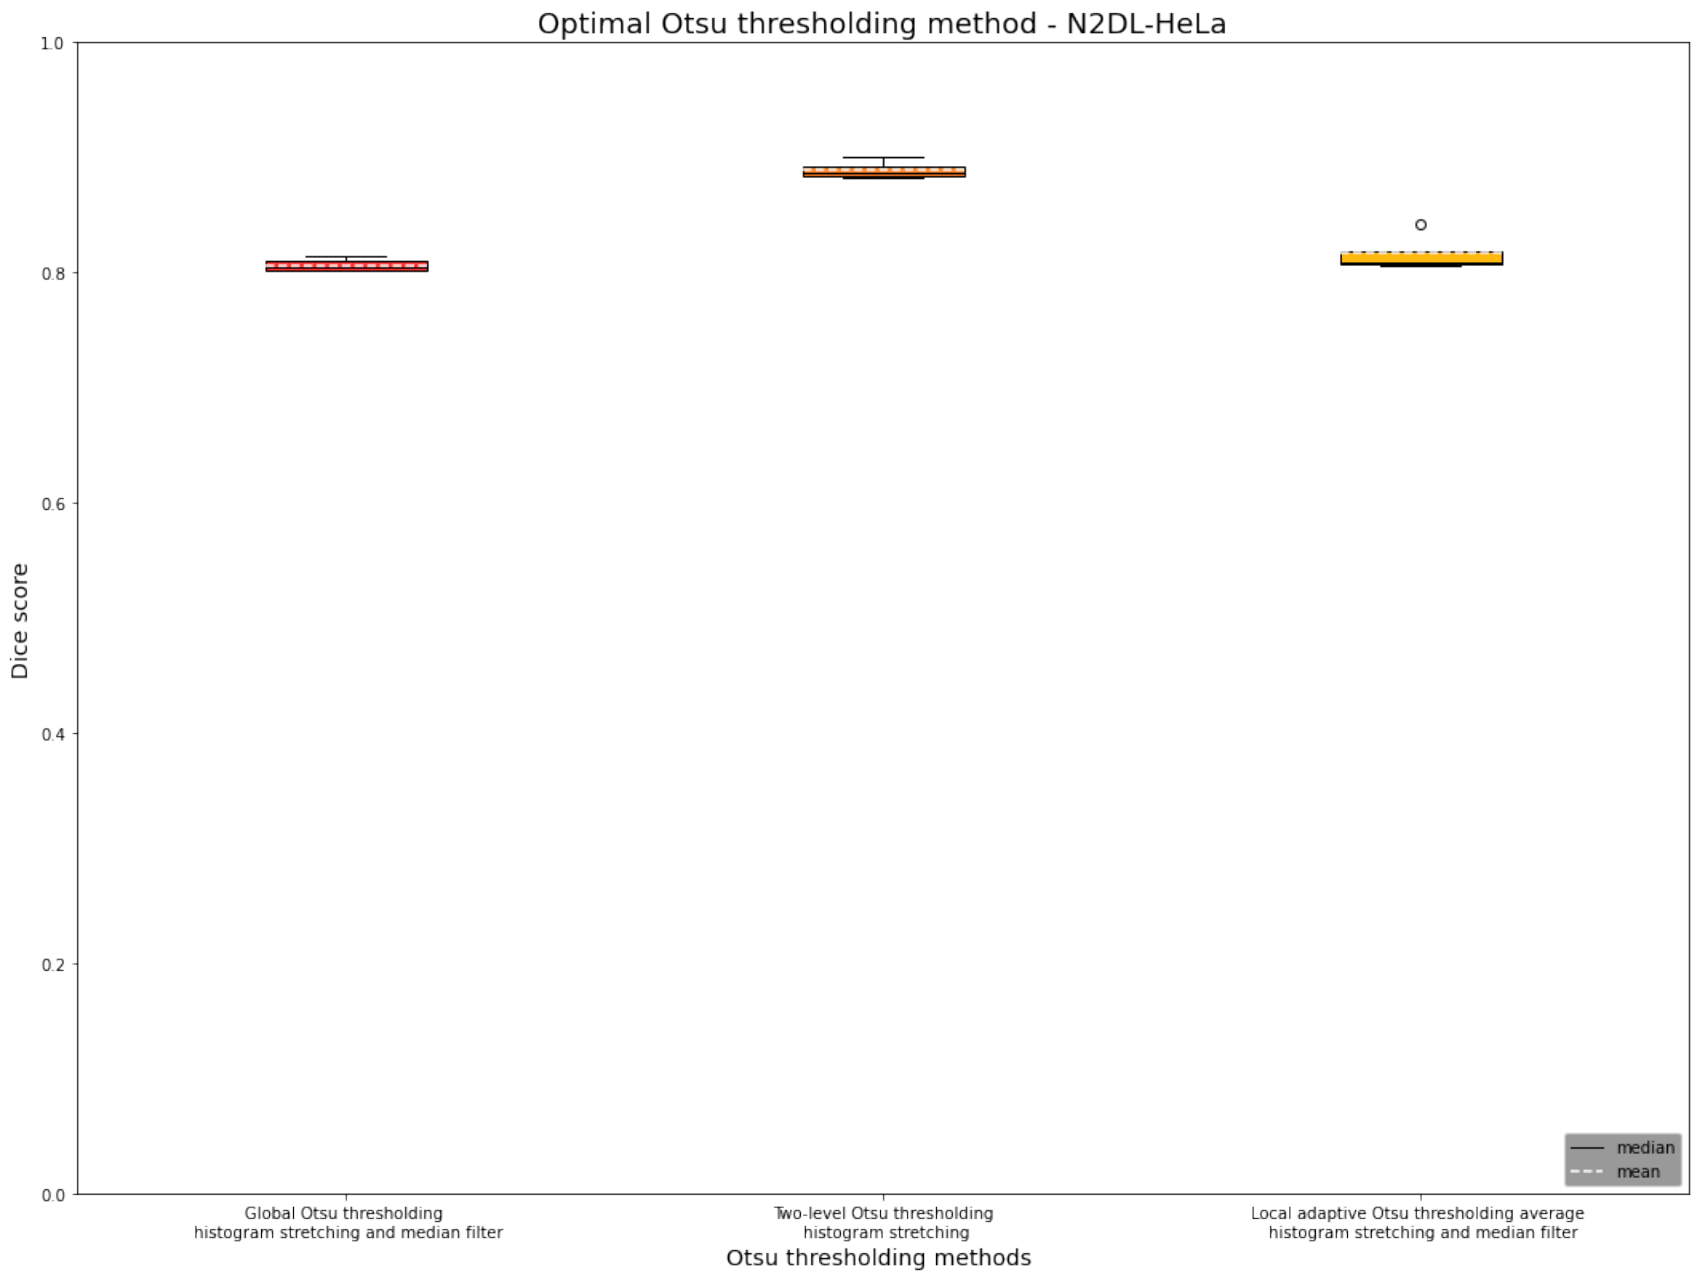 Optimal Otsu thresholding method - N2DL-HeLa
1.0
0.8
0.6
0.4
0.2
0.0
Dice score
median
mean
Global Otsu thresholding
histogram stretching and median filter
Two-level Otsu thresholding
histogram stretching
Local adaptive Otsu thresholding average
histogram stretching and median filter
Otsu thresholding methods